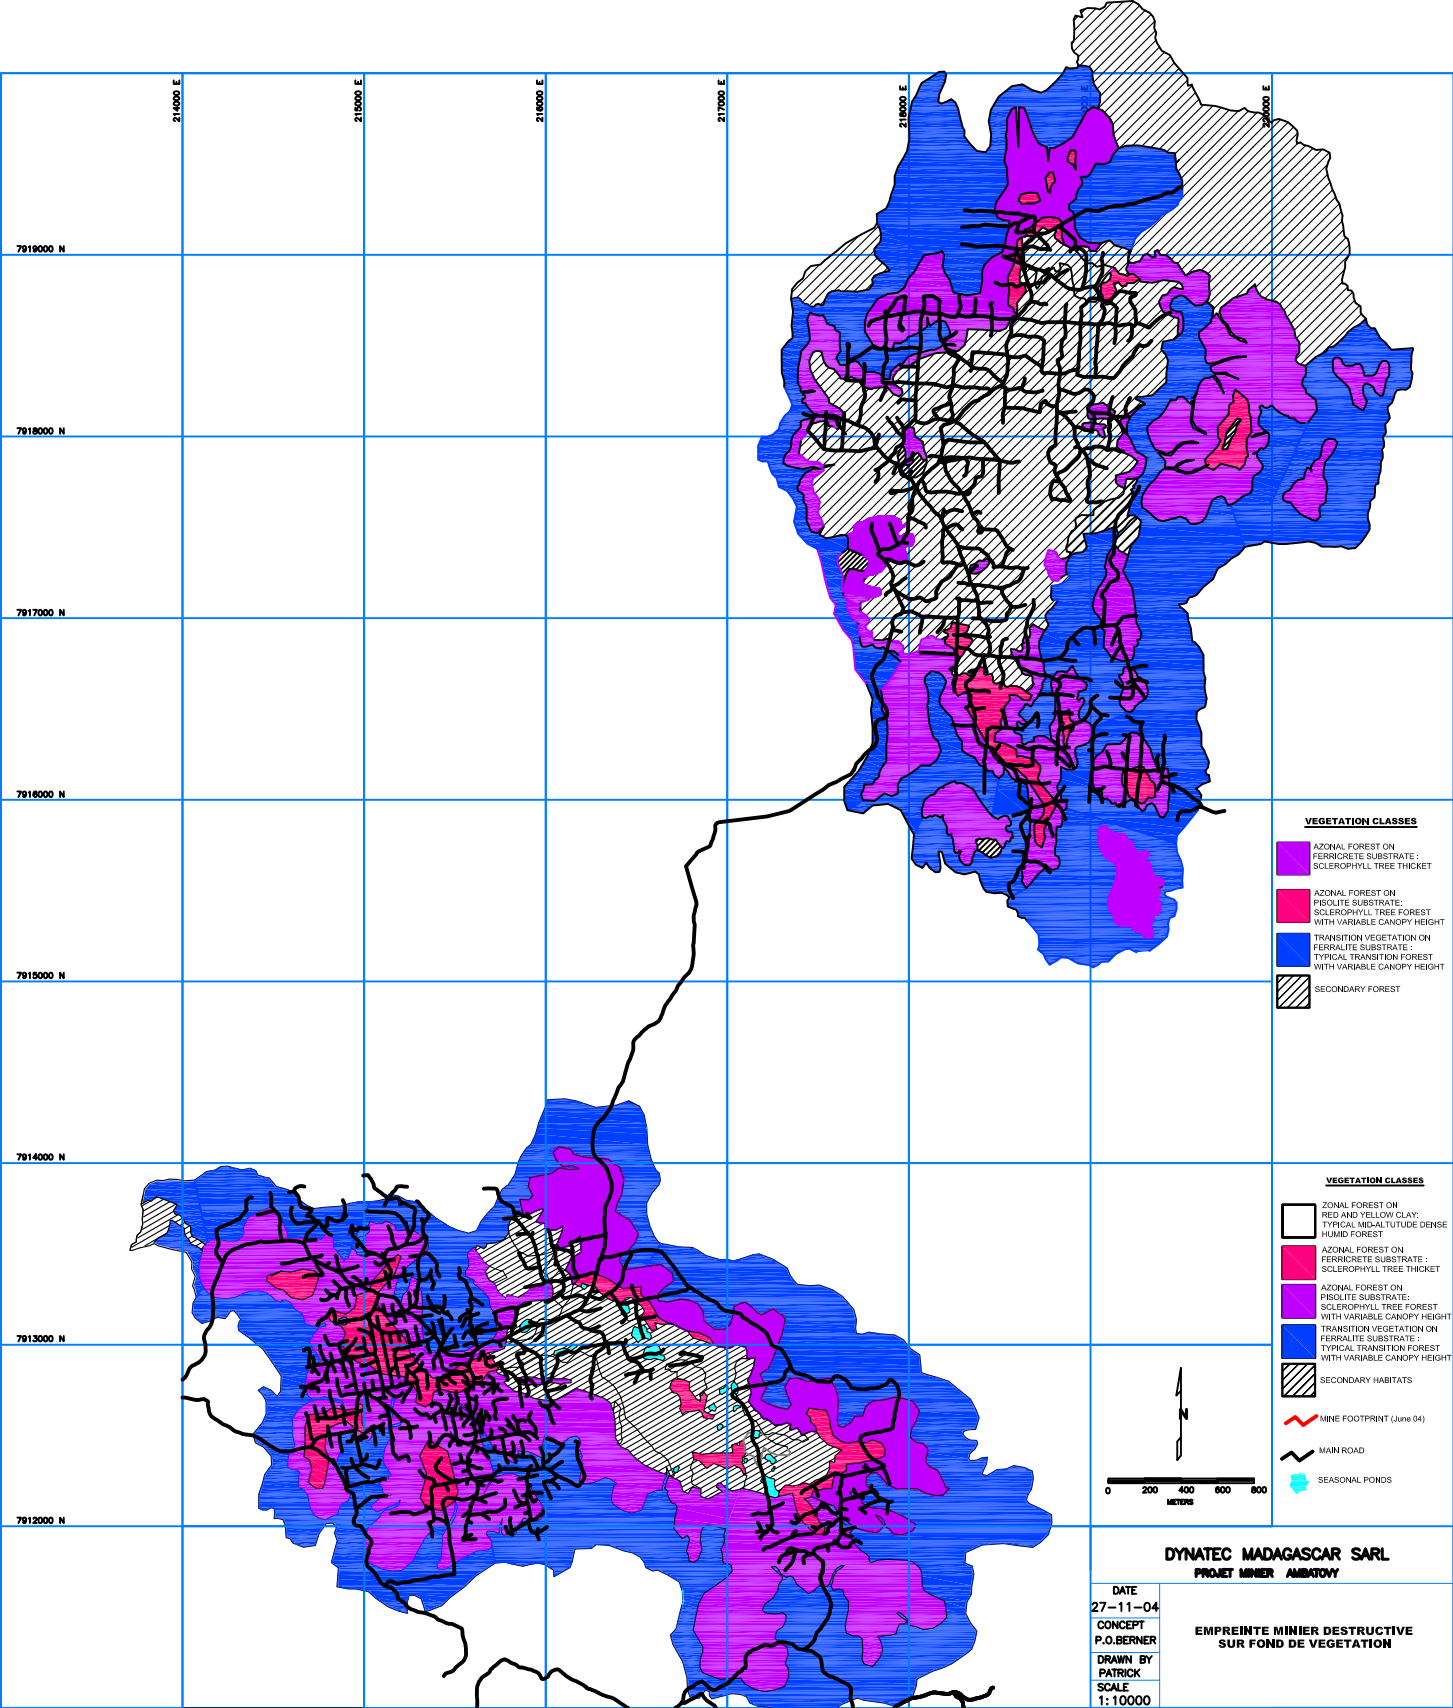 214000 E
215000 E
216000 E
217000 E
218000 E
220000 E
7919000 N
7918000 N
7917000 N
7916000 N
7915000 N
7914000 N
7913000 N
7912000 N
VEGETATION CLASSES
AZONAL FOREST ON
FERRICRETE SUBSTRATE :
SCLEROPHYLL TREE THICKET
AZONAL FOREST ON
PISOLITE SUBSTRATE:
SCLEROPHYLL TREE FOREST
WITH VARIABLE CANOPY HEIGHT
TRANSITION VEGETATION ON
FERRALITE SUBSTRATE :
TYPICAL TRANSITION FOREST
WITH VARIABLE CANOPY HEIGHT
SECONDARY FOREST
VEGETATION CLASSES
ZONAL FOREST ON
RED AND YELLOW CLAY:
TYPICAL MID-ALTUTUDE DENSE
HUMID FOREST
AZONAL FOREST ON
FERRICRETE SUBSTRATE :
SCLEROPHYLL TREE THICKET
AZONAL FOREST ON
PISOLITE SUBSTRATE:
SCLEROPHYLL TREE FOREST
WITH VARIABLE CANOPY HEIGHT
TRANSITION VEGETATION ON
FERRALITE SUBSTRATE :
TYPICAL TRANSITION FOREST
WITH VARIABLE CANOPY HEIGHT
SECONDARY HABITATS
MINE FOOTPRINT (June 04)
MAIN ROAD
SEASONAL PONDS
N
0 200 400 600 800
METERS
DYNATEC MADAGASCAR SARL
PROJET MINIER AMBATOVY
DATE
27-11-04
CONCEPT
P.O.BERNER
DRAWN BY
PATRICK
SCALE
1:10000
EMPREINTE MINIER DESTRUCTIVE
SUR FOND DE VEGETATION